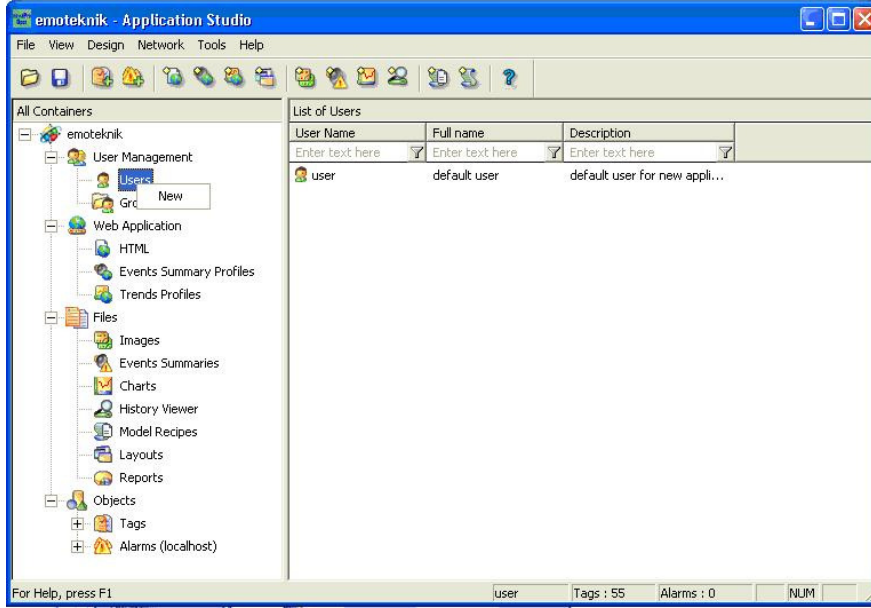 emoteknik - Application Studio
File View Design Network Tools Help
All Containers
emoteknik
User Management
Users
New
Web Application
HTML
Events Summary Profiles
Trends Profiles
Files
Images
Events Summaries
Charts
History Viewer
Model Recipes
Layouts
Reports
Objects
Tags
Alarms (localhost)
List of Users
User Name Full name Description
Enter text here Enter text here Enter text here
user default user default user for new appli...
For Help, press F1 user Tags : 55 Alarms : 0 NUM